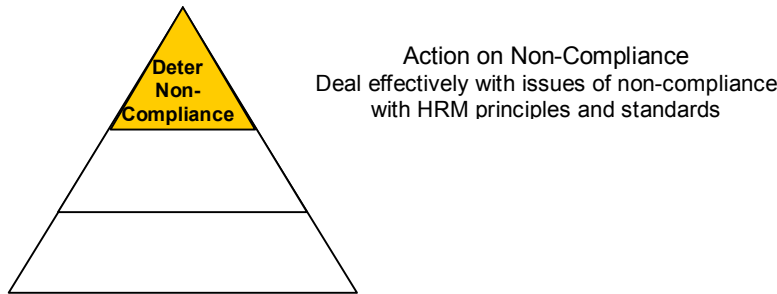 Deter
Non-
Compliance
Action on Non-Compliance
Deal effectively with issues of non-compliance
with HRM principles and standards